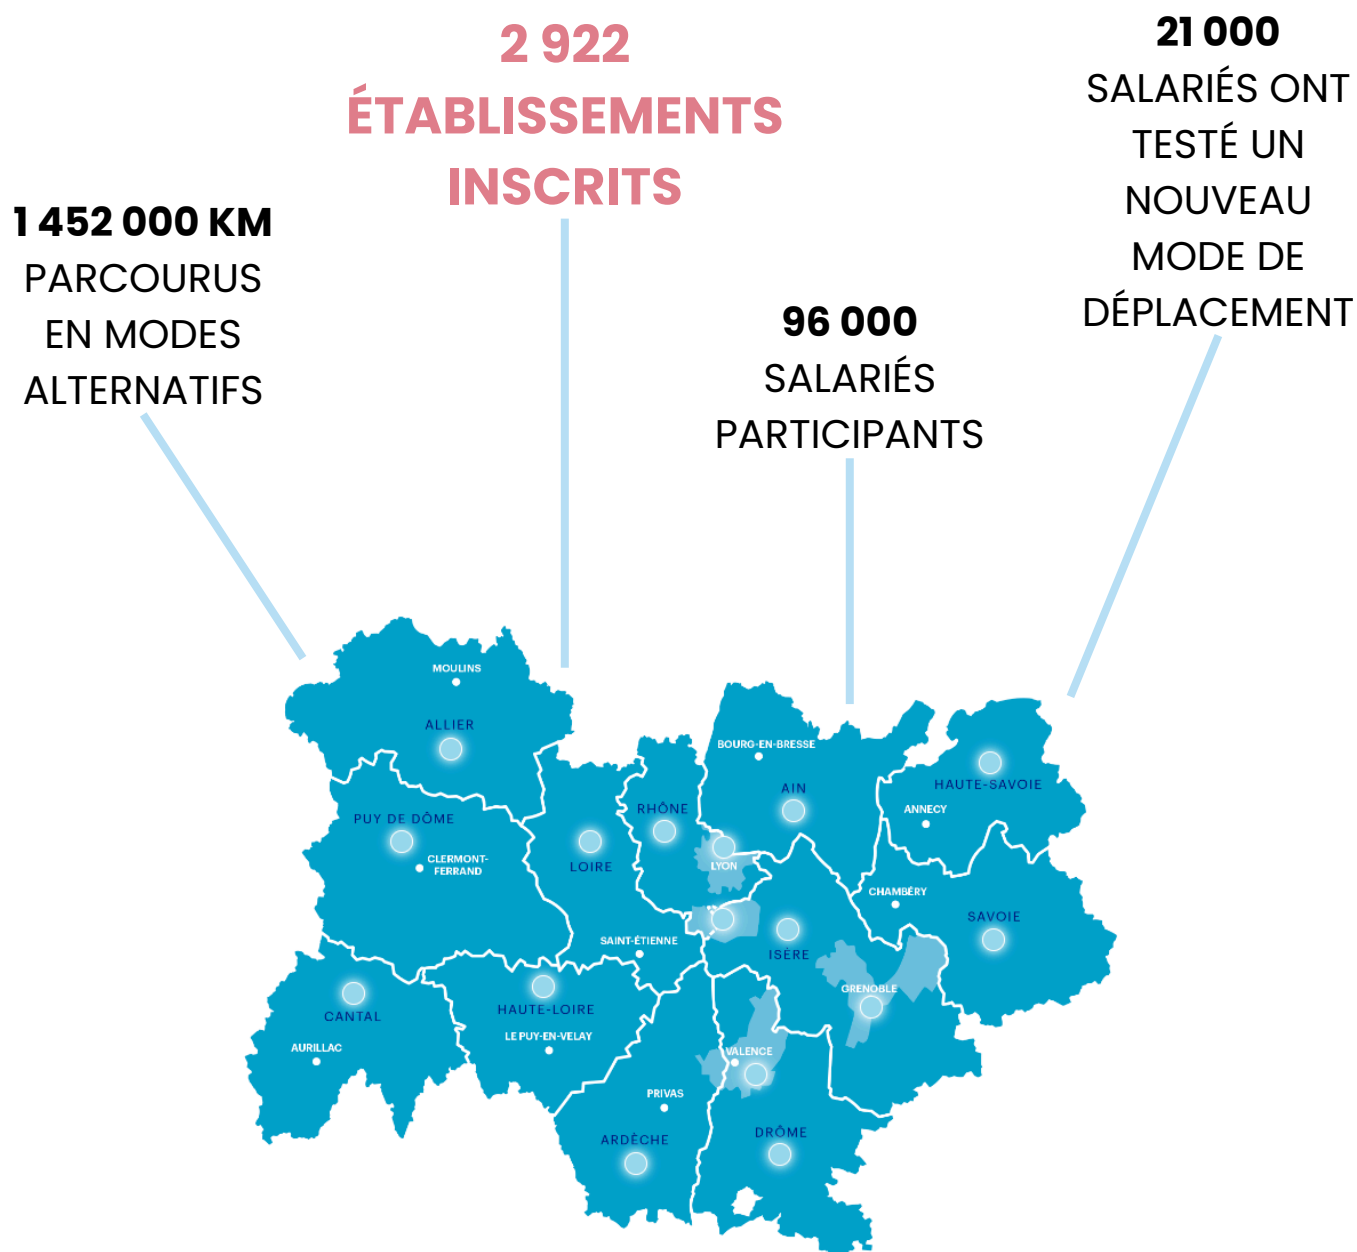 2 922
ÉTABLISSEMENTS
INSCRITS
21 000
SALARIÉS ONT
TESTÉ UN
NOUVEAU
MODE DE
DÉPLACEMENT
1 452 000 KM
PARCOURUS
EN MODES
ALTERNATIFS
96 000
SALARIÉS
PARTICIPANTS
MOULINS
ALLIER
BOURG-EN-BRESSE
HAUTE-SAVOIE
AIN
RHÔNE
ANNECY
PUY DE DÔME
CLERMONT-
FERRAND
LOIRE
LYON
CHAMBÉRY
SAVOIE
SAINT-ÉTIENNE
ISÈRE
GRENOBLE
HAUTE-LOIRE
CANTAL
LE PUY-EN-VELAY
AURILLAC
VALENCE
PRIVAS
ARDÈCHE
DRÔME